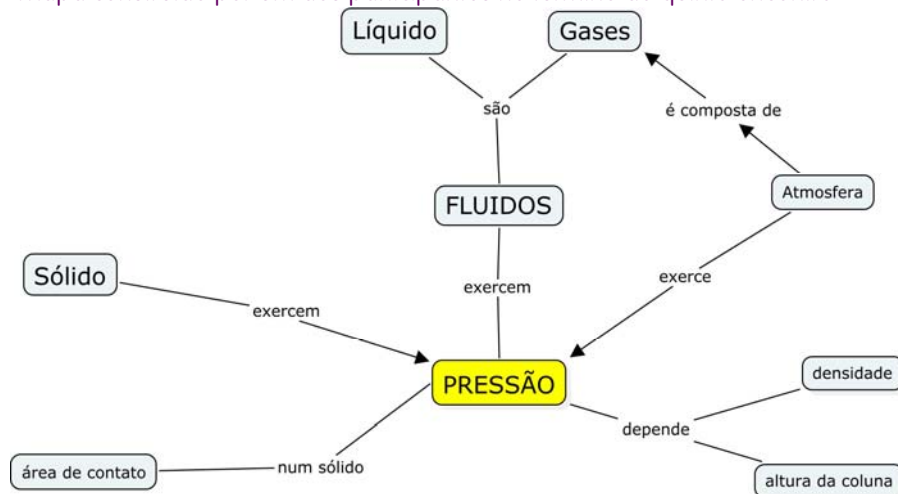 Líquido
Gases
são
é composta de
FLUIDOS
Atmosfera
Sólido
exercem
exercem
exerce
PRESSÃO
densidade
depende
área de contato
num sólido
altura da coluna